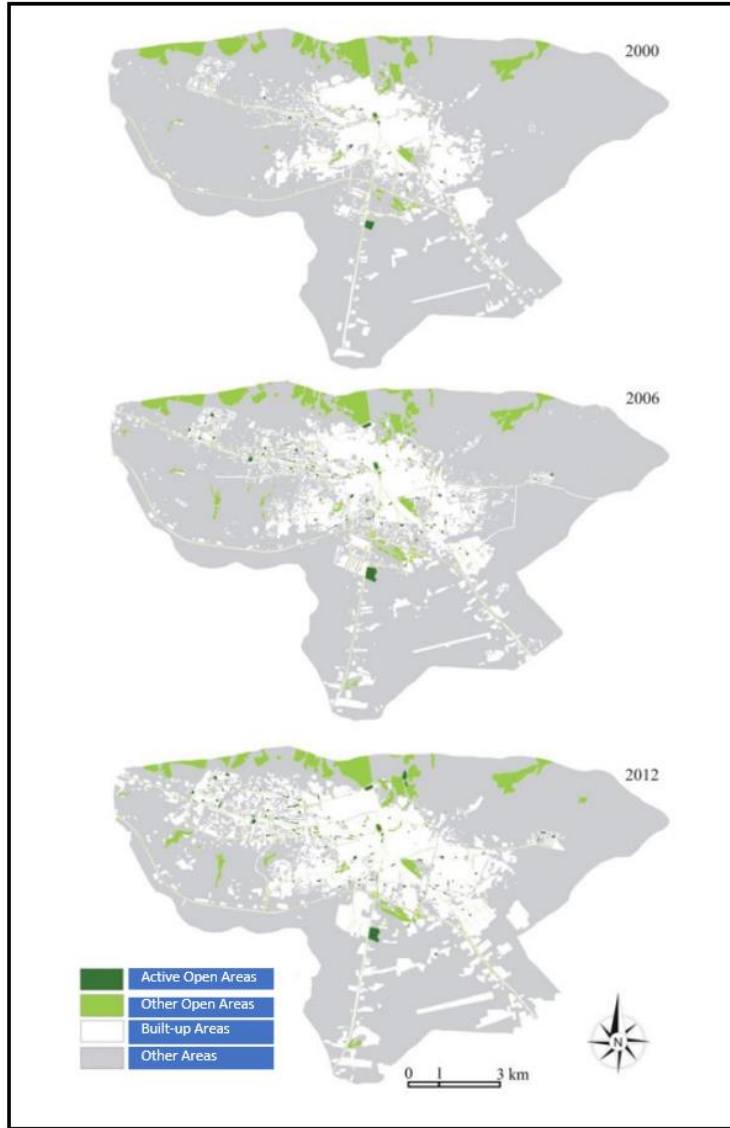 2000
2006
2012
Active Open Areas
Other Open Areas
Built-up Areas
Other Areas
0 1 3 km
N